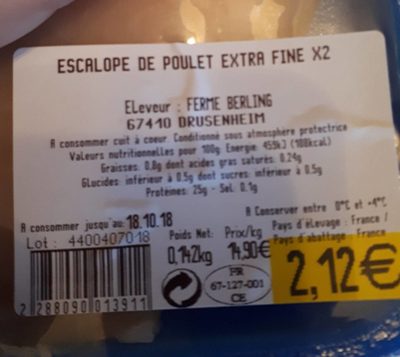 ESCALOPE DE POULET EXTRA FINE X2
ELeveur : FERME BERLING
67410 DRUSENHEIM
A consommer cuit à coeur. Conditionné sous atmosphère protectrice
Valeurs nutritionnelles pour 100g: Energie: 459kJ (108kcal)
Graisses: 0.8g dont acides gras saturés: 0.24g
Glucides: inférieur à 0.5g dont sucres: inférieur à 0.5g
Protéines: 25g - Sel: 0.1g
A Conserver entre 0°C et +4°C
A consommer jusqu'au: 18.10.18
Pays d'élevage : France /
Lot : 4400407018
Poids Net: Prix/kg
Pays d'abattage : France
0,142kg 14,90€
2,12€
FR
67-127-001
CE
2 288090 013911